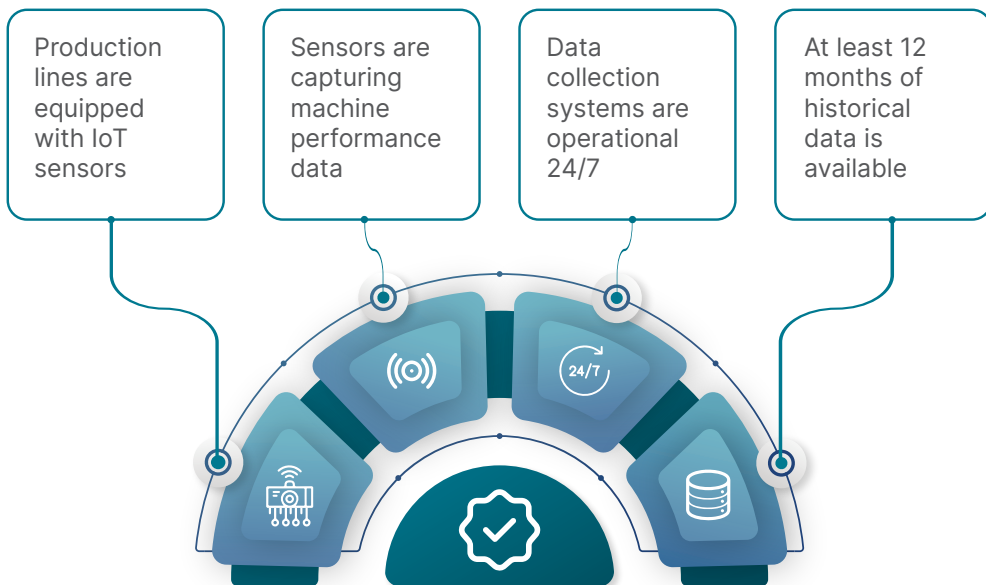 Production
lines are
equipped
with IoT
sensors
Sensors are
capturing
machine
performance
data
Data
collection
systems are
operational
24/7
At least 12
months of
historical
data is
available
24/7